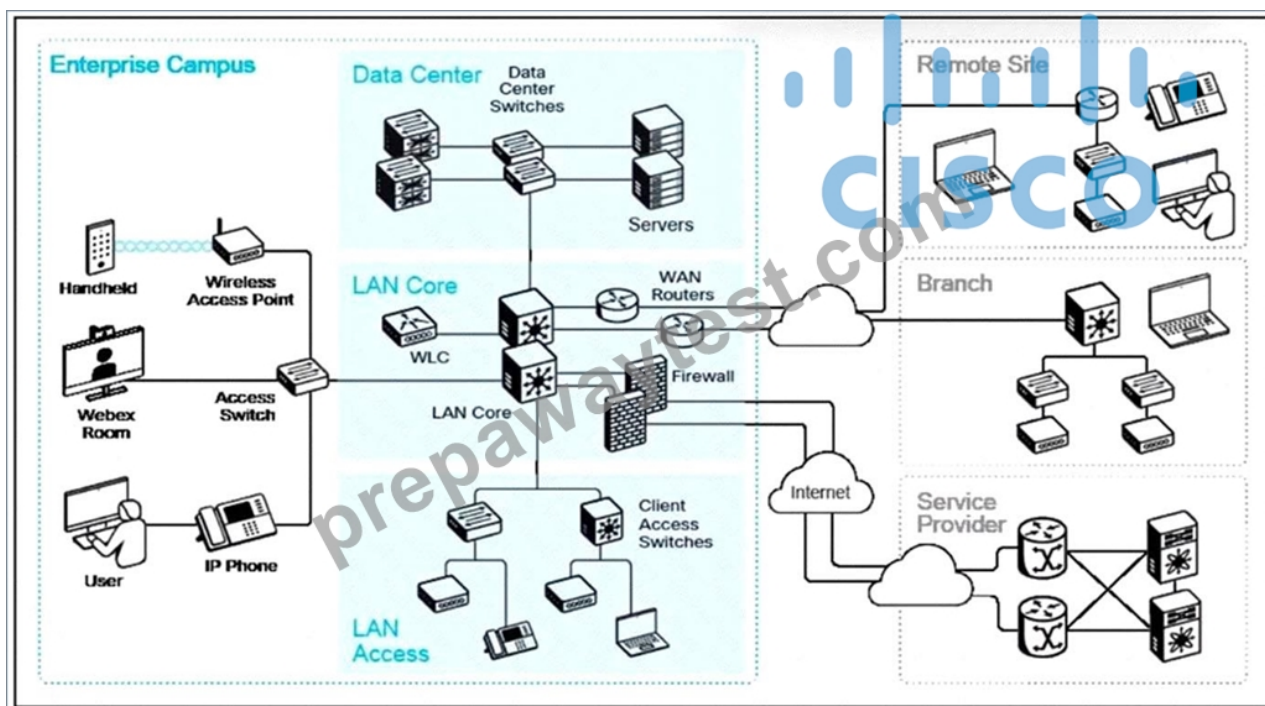 Enterprise Campus
Data Center
Data
Center
Switches
Servers
Handheld
Wireless
Access Point
Webex
Room
Access
Switch
User
IP Phone
LAN Core
WLC
LAN Core
WAN
Routers
Firewall
LAN
Access
Client
Access
Switches
Internet
Remote Site
CISCO
Branch
Service
Provider
prepawaytest.com